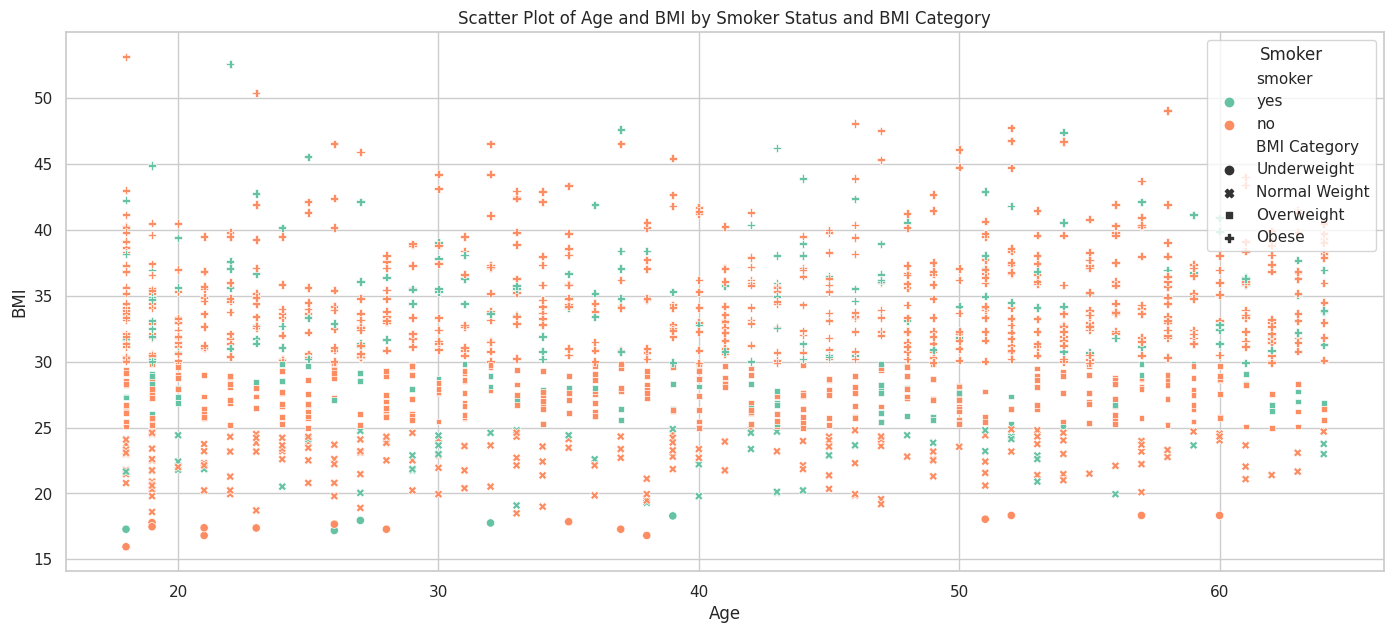 Scatter Plot of Age and BMI by Smoker Status and BMI Category
Smoker
smoker
yes
no
BMI Category
Underweight
Normal Weight
Overweight
Obese
BMI
50
45
40
35
30
25
20
15
20 30 40 50 60
Age